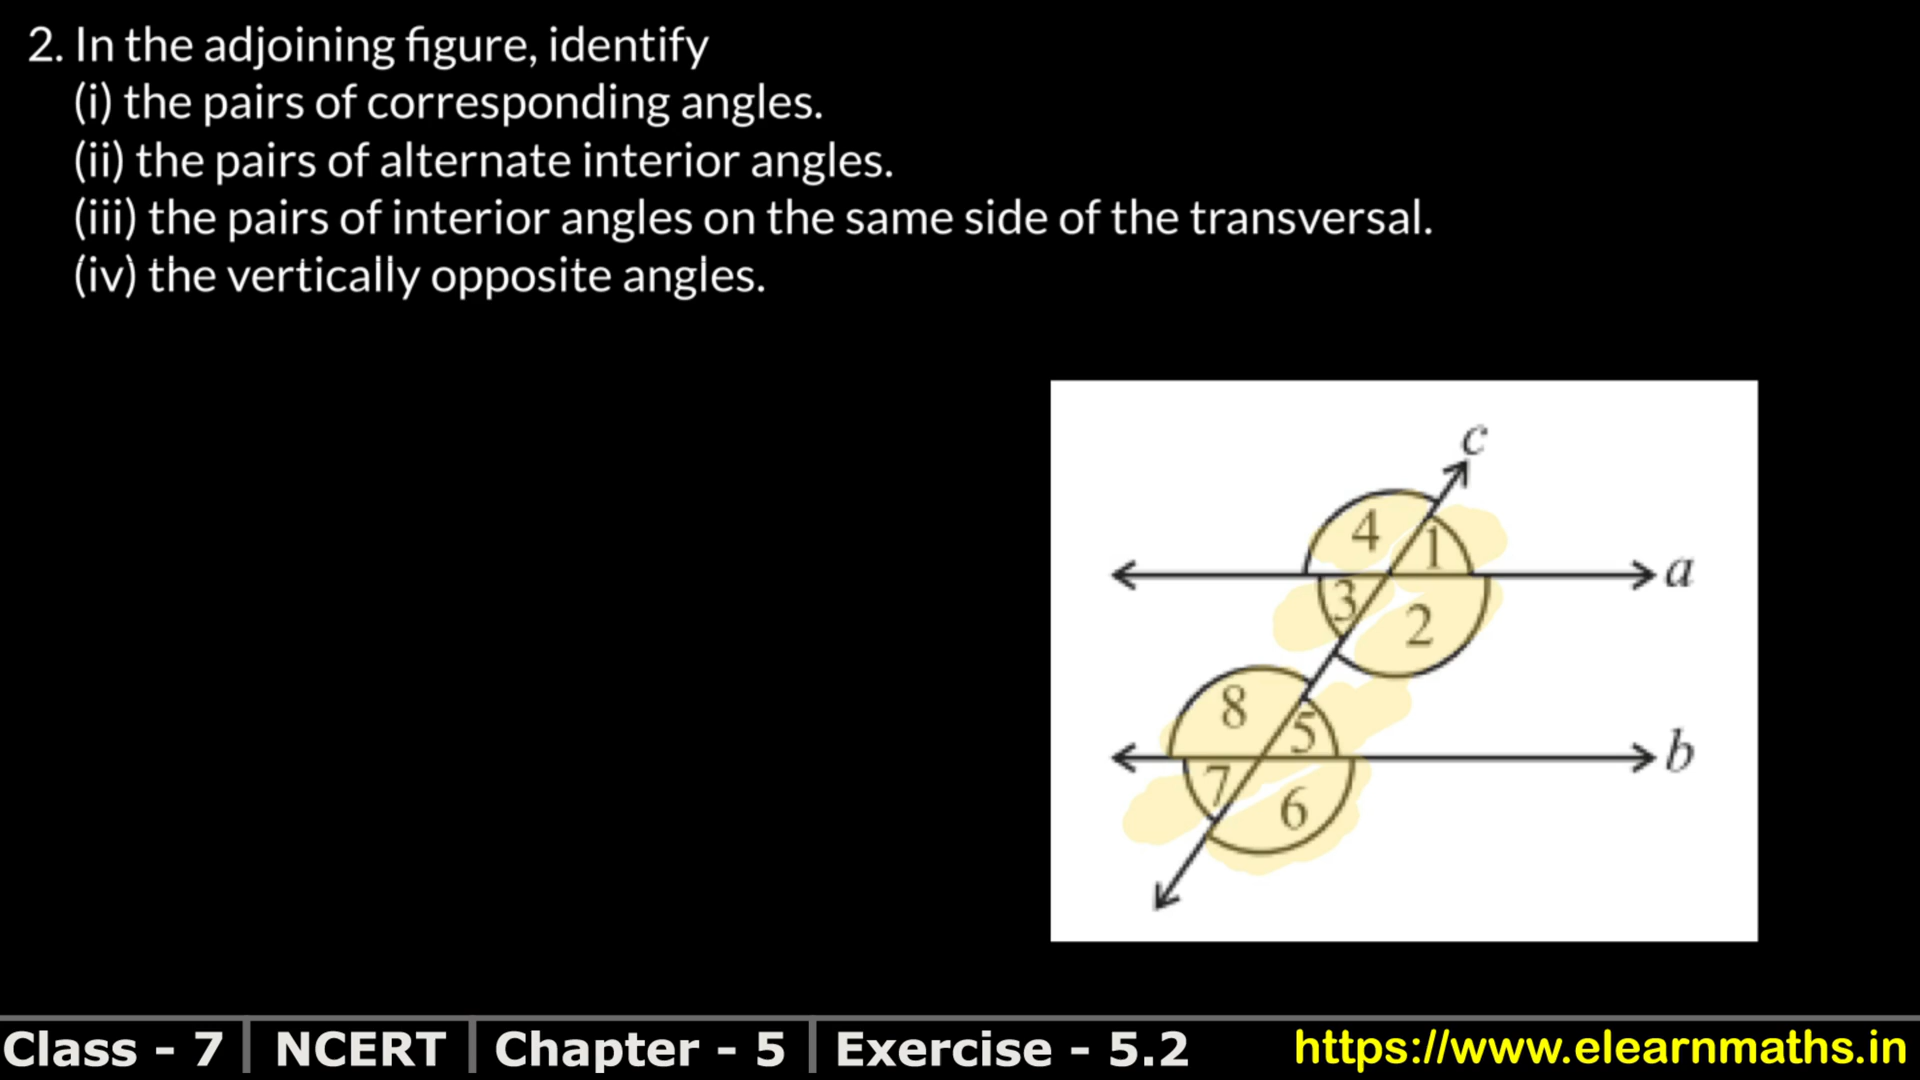 2. In the adjoining figure, identify
(i) the pairs of corresponding angles.
(ii) the pairs of alternate interior angles.
(iii) the pairs of interior angles on the same side of the transversal.
(iv) the vertically opposite angles.
c
4 1
a
3 2
8 5
b
7 6
Class - 7 | NCERT | Chapter - 5 | Exercise - 5.2 https://www.elearnmaths.in